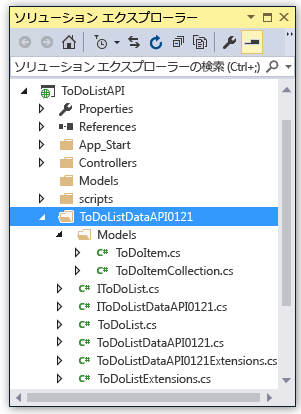 ソリューション エクスプローラー
ソリューション エクスプローラーの検索 (Ctrl+;)
ToDoListAPI
Properties
References
App_Start
Controllers
Models
scripts
ToDoListDataAPI0121
Models
C# ToDoItem.cs
C# ToDoItemCollection.cs
C# IToDoList.cs
C# IToDoListDataAPI0121.cs
C# ToDoList.cs
C# ToDoListDataAPI0121.cs
C# ToDoListDataAPI0121Extensions.cs
C# ToDoListExtensions.cs